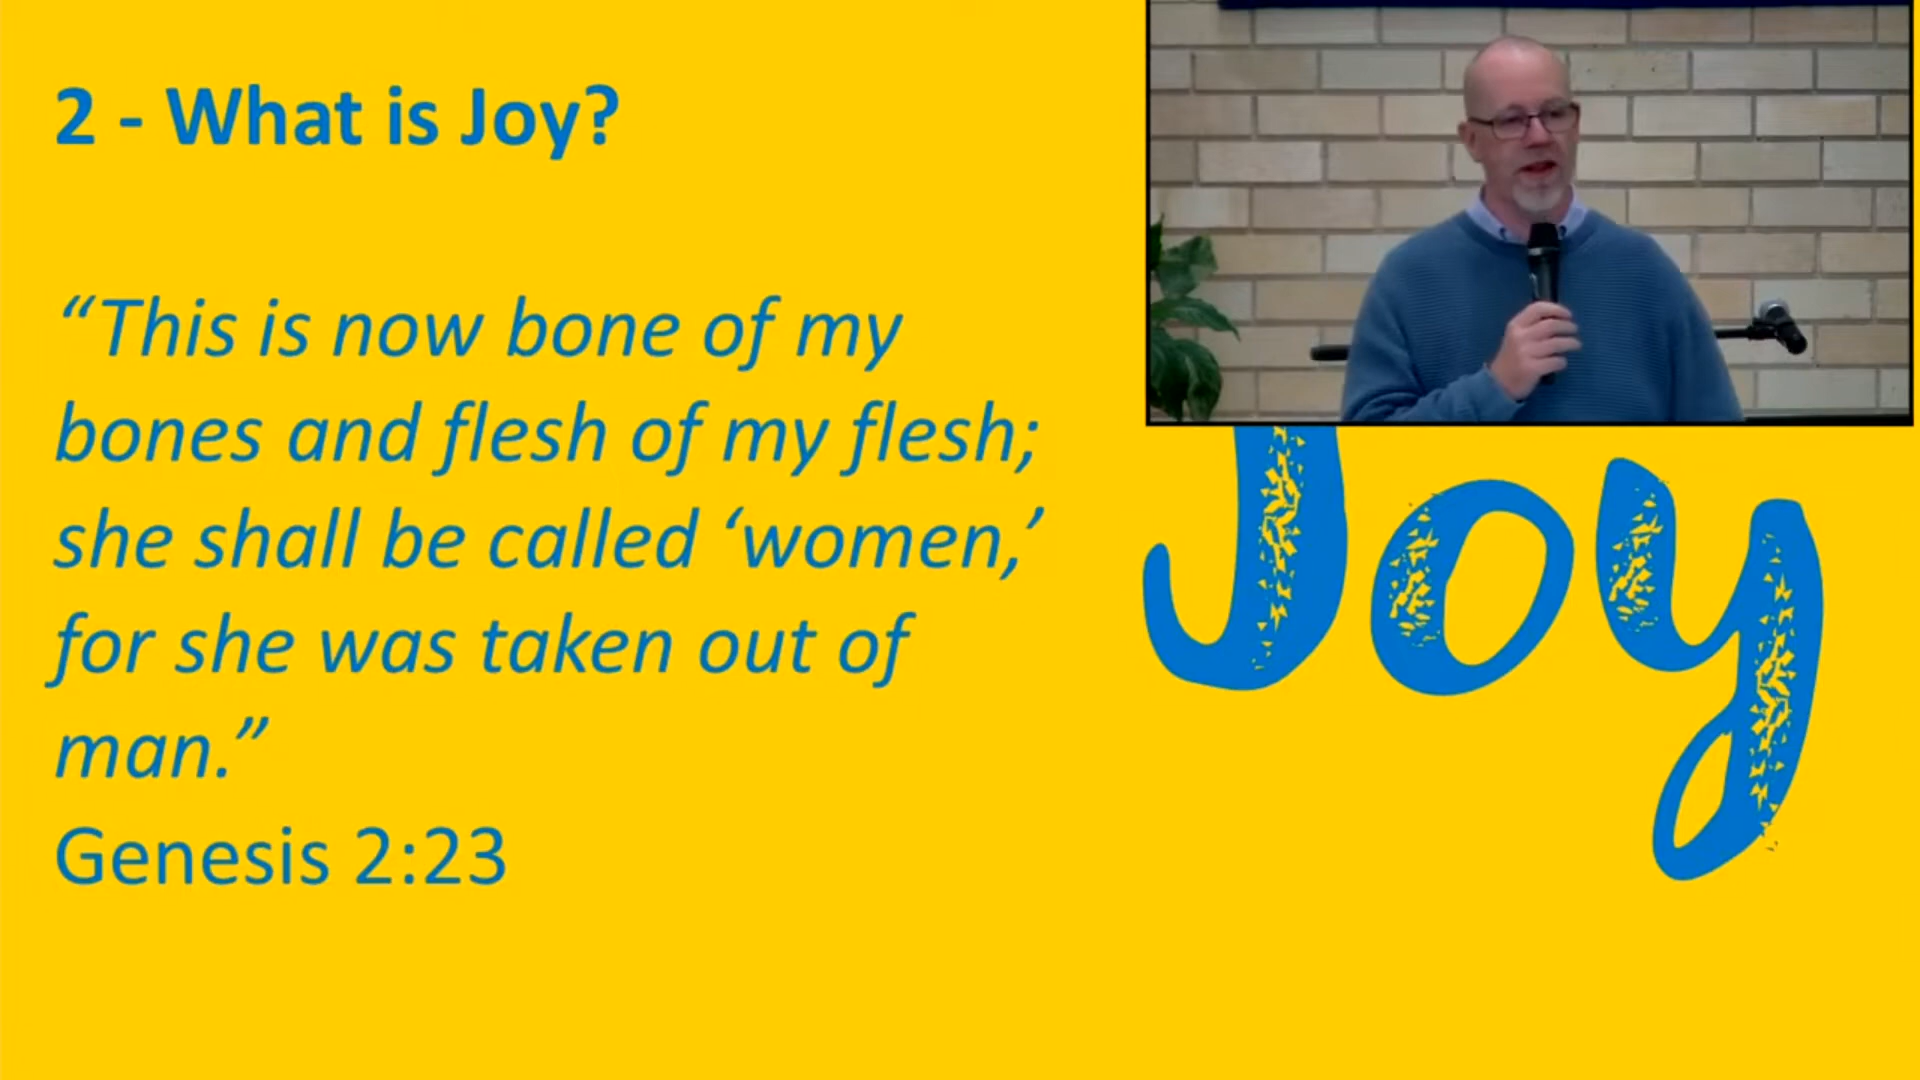 2 - What is Joy?
“This is now bone of my
bones and flesh of my flesh;
she shall be called ‘women,’
for she was taken out of
man.”
Genesis 2:23
Joy